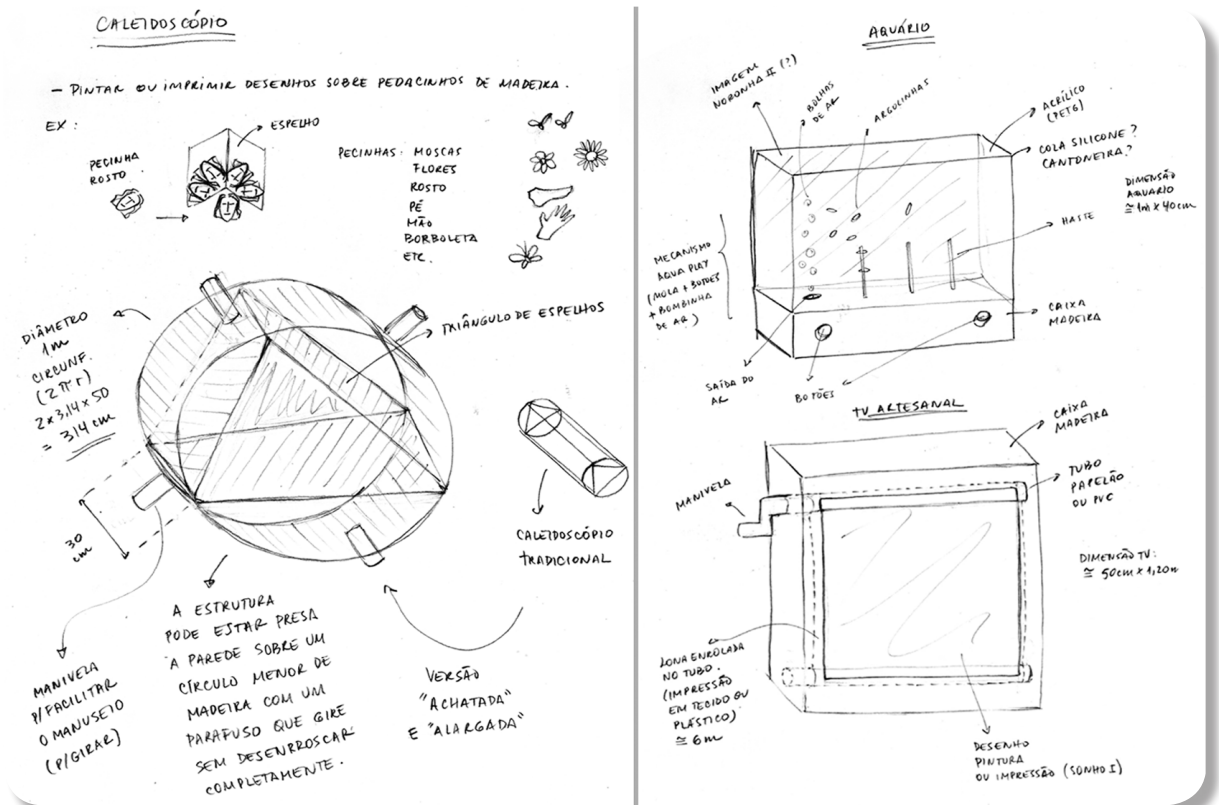 CALEIDOSCÓPIO
- PINTAR OU IMPRIMIR DESENHOS SOBRE PEDACINHOS DE MADEIRA.
EX:
ESPELHO
PECINHA
ROSTO
PECINHAS: MOSCAS
FLORES
ROSTO
PÉ
MÃO
BORBOLETA
ETC.
DIÂMETRO
1m
CIRCUNF.
(2πr)
2x3,14x50
= 314 cm
TRIÂNGULO DE ESPELHOS
30
cm
CALEIDOSCÓPIO
TRADICIONAL
MANIVELA
P/FACILITAR
O MANUSEIO
(P/GIRAR)
A ESTRUTURA
PODE ESTAR PRESA
A PAREDE SOBRE UM
CÍRCULO MENOR DE
MADEIRA COM UM
PARAFUSO QUE GIRE
SEM DESENRROSCAR
COMPLETAMENTE.
VERSÃO
"ACHATADA"
E "ALARGADA"
AQUÁRIO
IMAGEM
NORONHA II (?)
BOLHAS
DE AR
ARGOLINHAS
ACRÍLICO
(PETG)
COLA SILICONE?
CANTONEIRA?
DIMENSÃO
AQUARIO
≅ 1m x 40cm
HASTE
MECANISMO
AQUA PLAY
(MOLA + BOTÕES
+ BOMBINHA
DE AR)
CAIXA
MADEIRA
SAÍDA DO
AR
BOTÕES
TV ARTESANAL
CAIXA
MADEIRA
MANIVELA
TUBO
PAPELÃO
OU PVC
DIMENSÃO TV:
≅ 50cm x 1,20m
LONA ENROLADA
NO TUBO.
(IMPRESSÃO
EM TECIDO OU
PLÁSTICO)
≅ 6m
DESENHO
PINTURA
OU IMPRESSÃO (SONHO I)